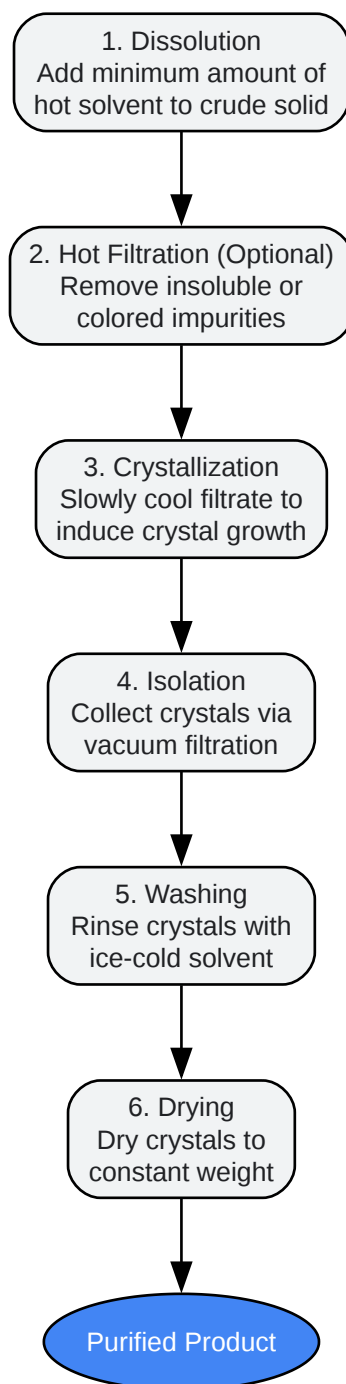 1. Dissolution
Add minimum amount of
hot solvent to crude solid
2. Hot Filtration (Optional)
Remove insoluble or
colored impurities
3. Crystallization
Slowly cool filtrate to
induce crystal growth
4. Isolation
Collect crystals via
vacuum filtration
5. Washing
Rinse crystals with
ice-cold solvent
6. Drying
Dry crystals to
constant weight
Purified Product